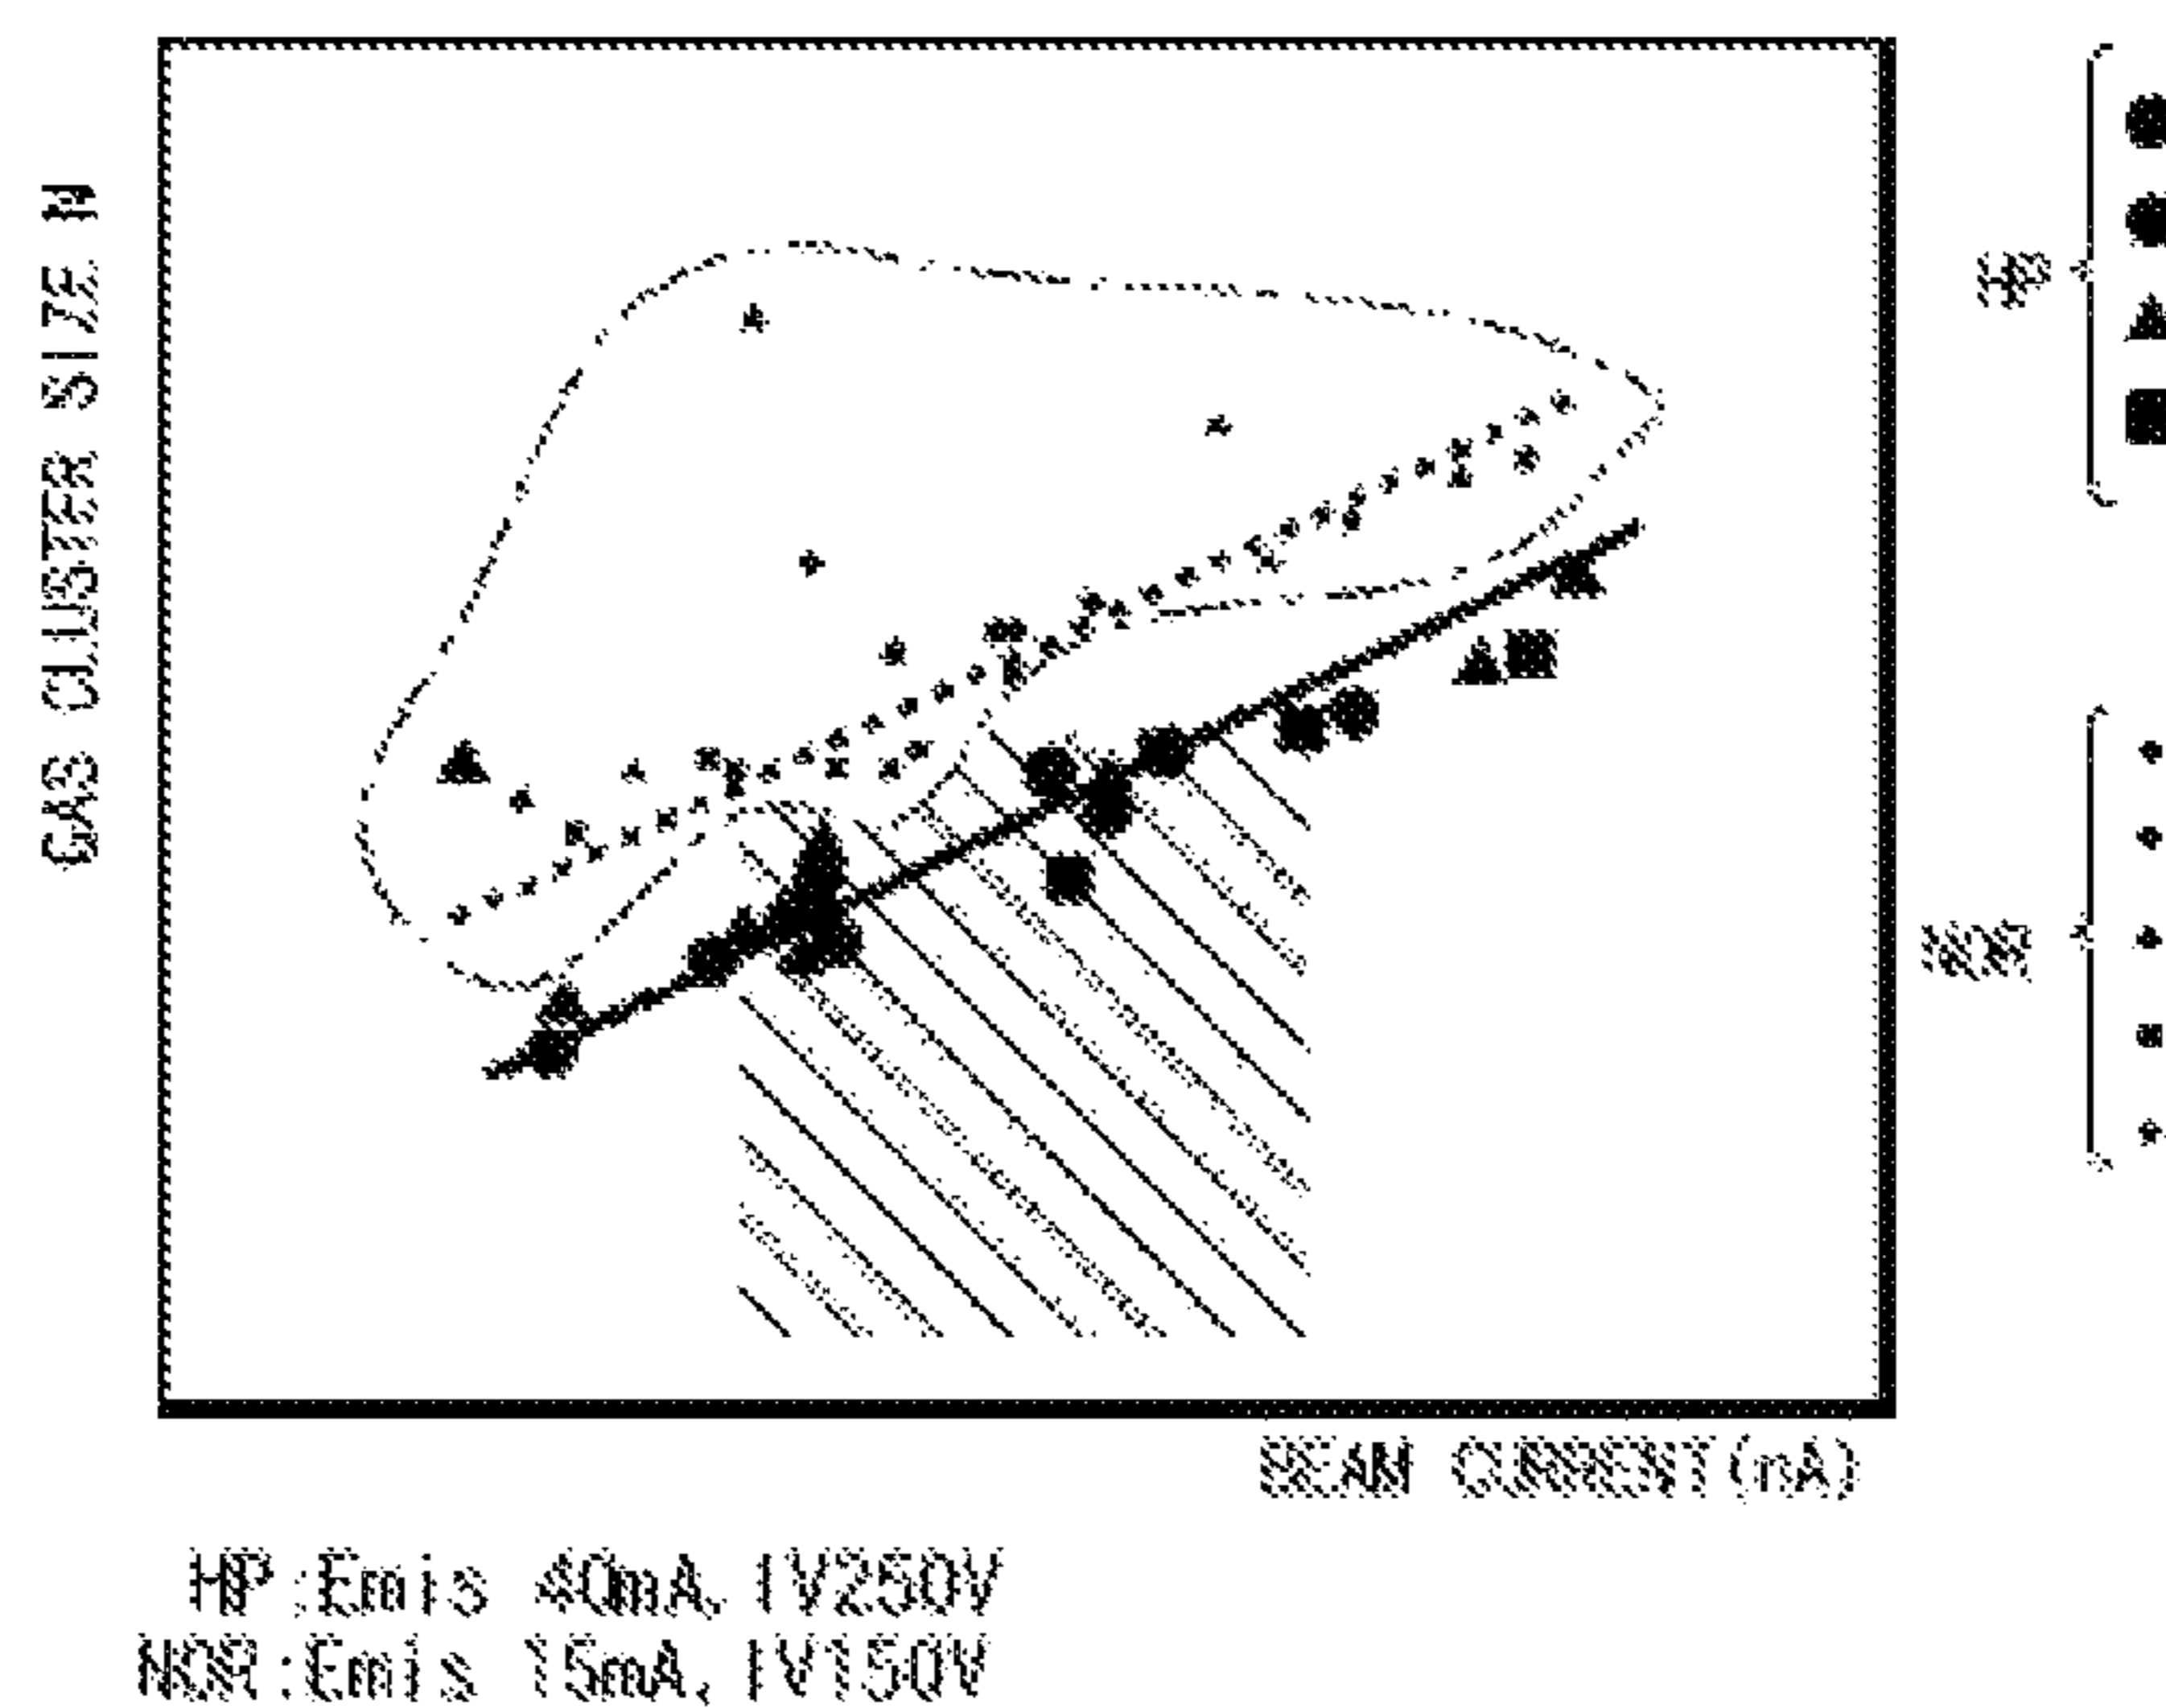 GAS CLUSTER SIZE N
HP
NOR
BEAM CURRENT(nA)
HP:Emis 40mA, IV250V
NOR:Emis 15mA, IV150V